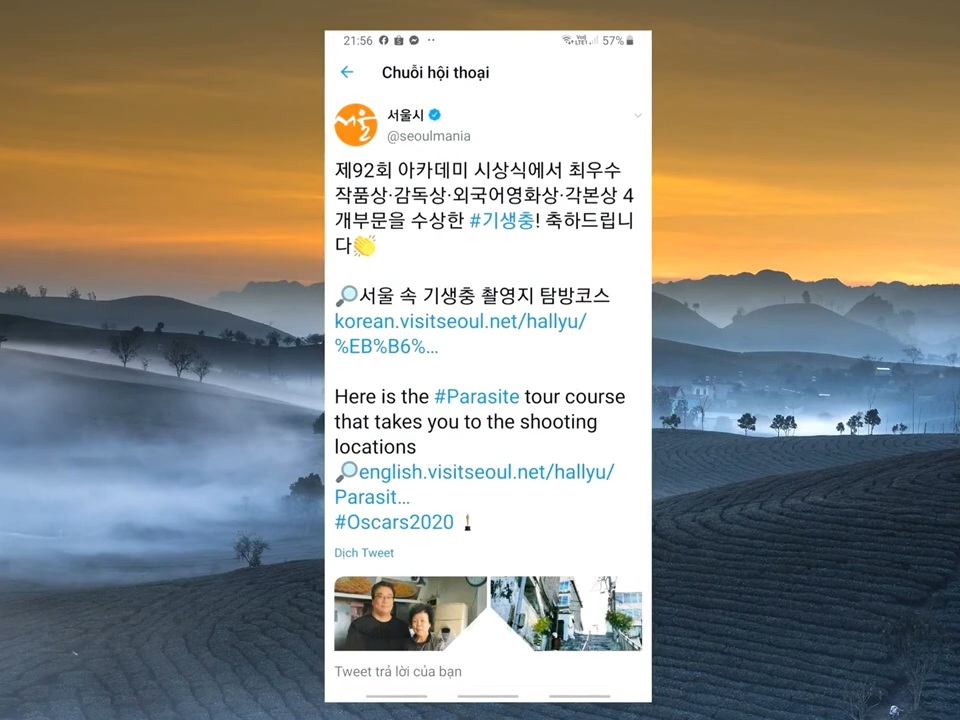 21:56
Vo))
LTE1 57%
Chuỗi hội thoại
서울
서울시
@seoulmania
제92회 아카데미 시상식에서 최우수
작품상·감독상·외국어영화상·각본상 4
개부문을 수상한 #기생충! 축하드립니
다👏
🔎서울 속 기생충 촬영지 탐방코스
korean.visitseoul.net/hallyu/
%EB%B6%…
Here is the #Parasite tour course
that takes you to the shooting
locations
🔎english.visitseoul.net/hallyu/
Parasit…
#Oscars2020
Dịch Tweet
Tweet trả lời của bạn